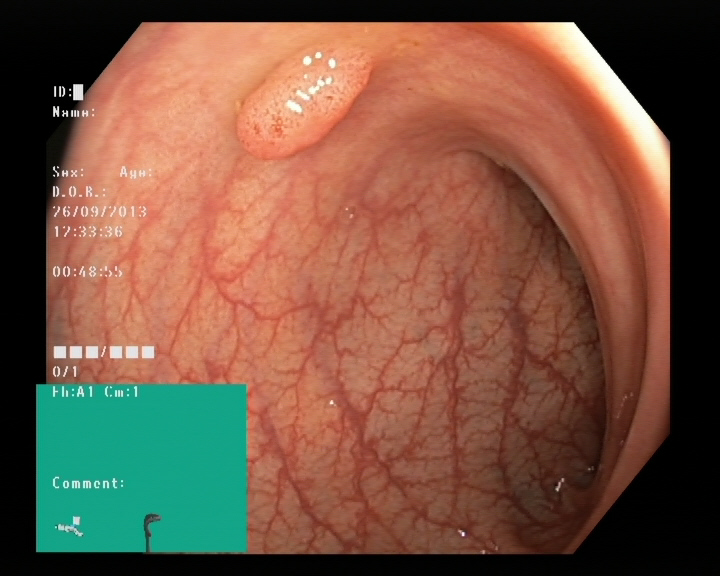 ID:
Name:
Sex: Age:
D.O.B.:
26/09/2013
12:33:36
00:48:55
0/1
Eh:A1 Cm:1
Comment: